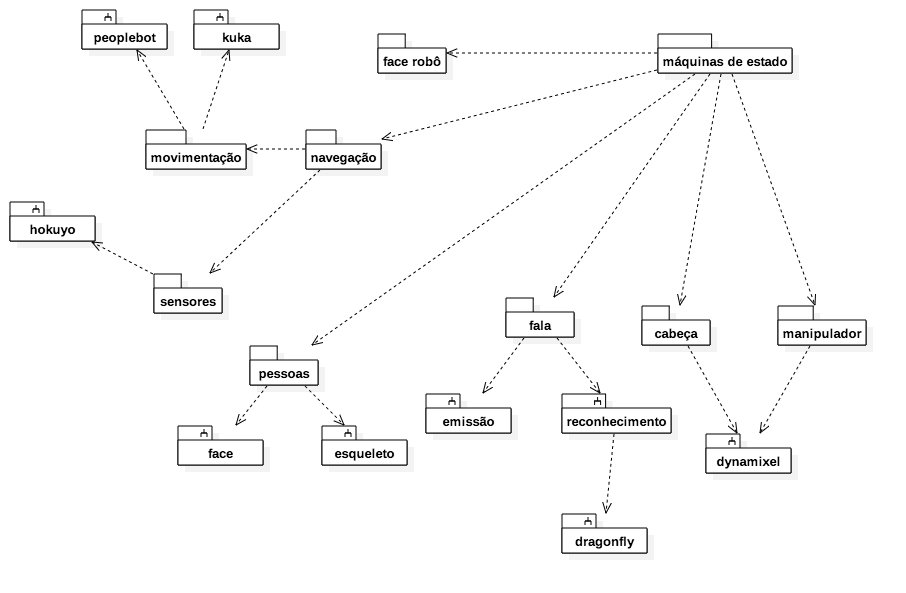 peoplebot
kuka
face robô
máquinas de estado
movimentação
navegação
hokuyo
sensores
fala
cabeça
manipulador
pessoas
emissão
reconhecimento
face
esqueleto
dynamixel
dragonfly